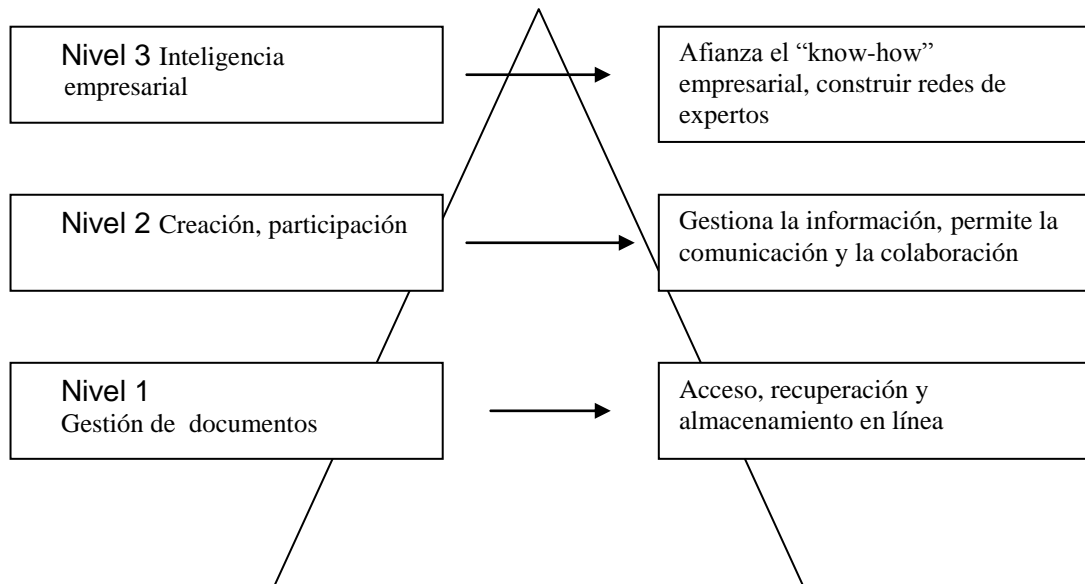 Nivel 3 Inteligencia
empresarial
Afianza el “know-how”
empresarial, construir redes de
expertos
Nivel 2 Creación, participación
Gestiona la información, permite la
comunicación y la colaboración
Nivel 1
Gestión de  documentos
Acceso, recuperación y
almacenamiento en línea